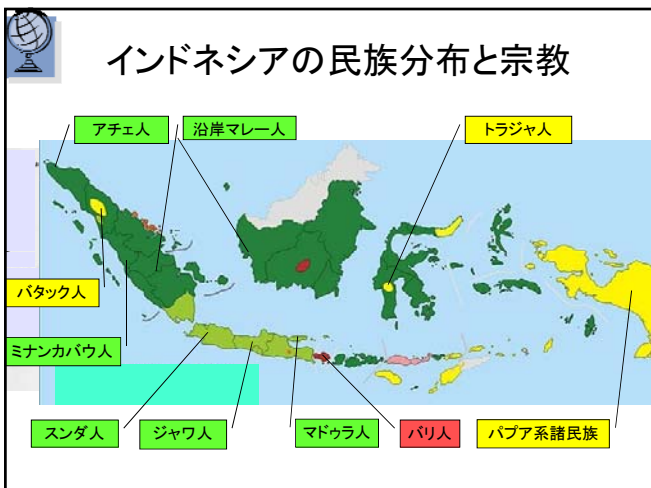 インドネシアの民族分布と宗教
アチェ人
沿岸マレー人
トラジャ人
バタック人
ミナンカバウ人
スンダ人
ジャワ人
マドゥラ人
バリ人
パプア系諸民族